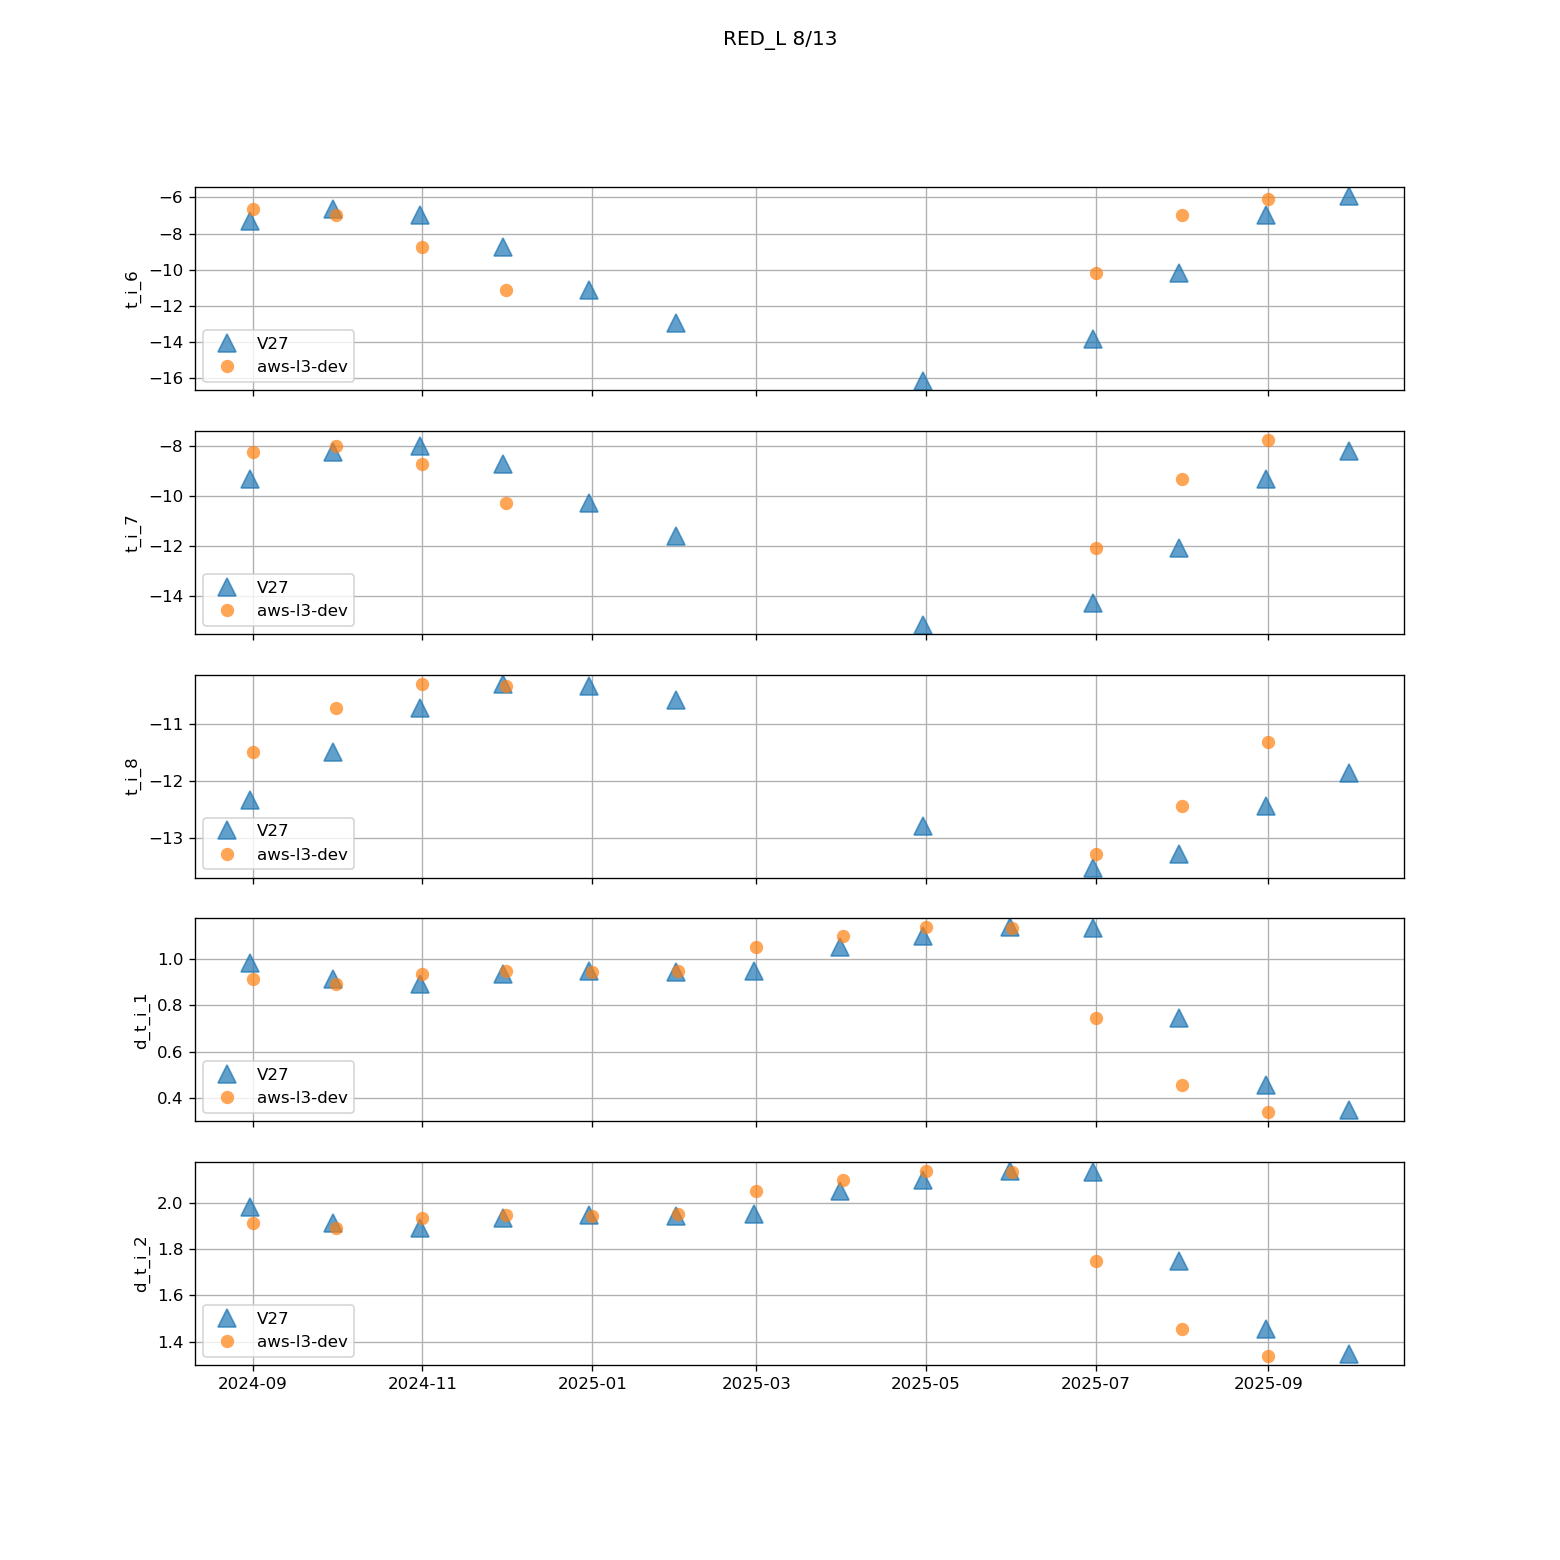 RED_L 8/13
−6
−8
−10
−12
−14
−16
t_i_6
V27
aws-l3-dev
−8
−10
−12
−14
t_i_7
V27
aws-l3-dev
−11
−12
−13
t_i_8
V27
aws-l3-dev
1.0
0.8
0.6
0.4
d_t_i_1
V27
aws-l3-dev
2.0
1.8
1.6
1.4
d_t_i_2
V27
aws-l3-dev
2024-09 2024-11 2025-01 2025-03 2025-05 2025-07 2025-09